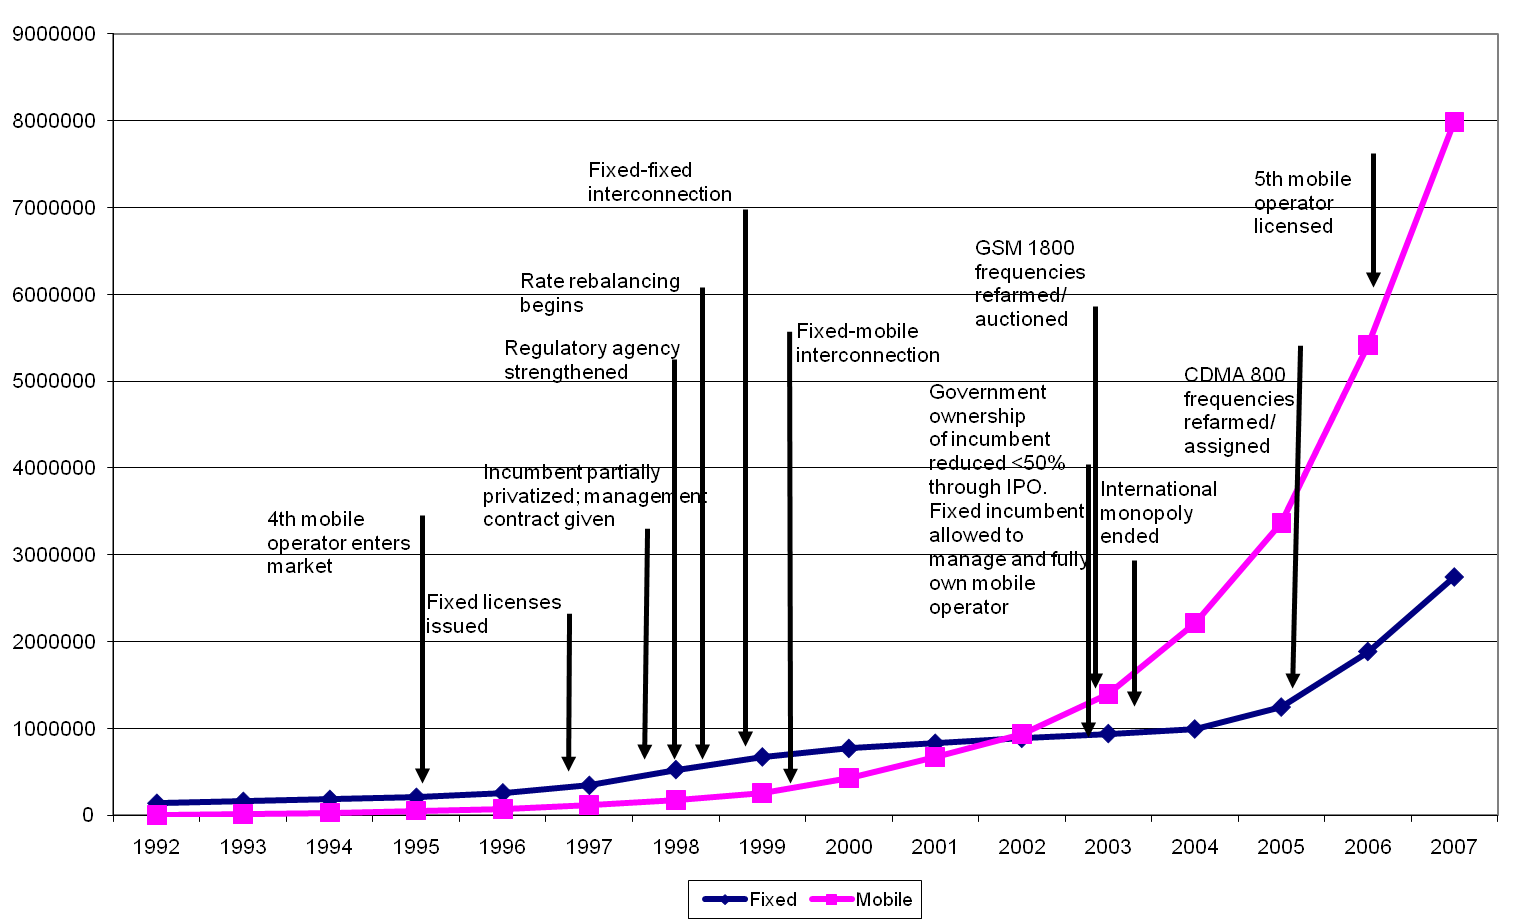 9000000
8000000
7000000
6000000
5000000
4000000
3000000
2000000
1000000
0
Fixed-fixed
interconnection
Rate rebalancing
begins
Regulatory agency
strengthened
Incumbent partially
privatized; management
contract given
4th mobile
operator enters
market
Fixed licenses
issued
Fixed-mobile
interconnection
GSM 1800
frequencies
refarmed/
auctioned
Government
ownership
of incumbent
reduced <50%
through IPO.
Fixed incumbent
allowed to
manage and fully
own mobile
operator
International
monopoly
ended
CDMA 800
frequencies
refarmed/
assigned
5th mobile
operator
licensed
1992 1993 1994 1995 1996 1997 1998 1999 2000 2001 2002 2003 2004 2005 2006 2007
Fixed Mobile